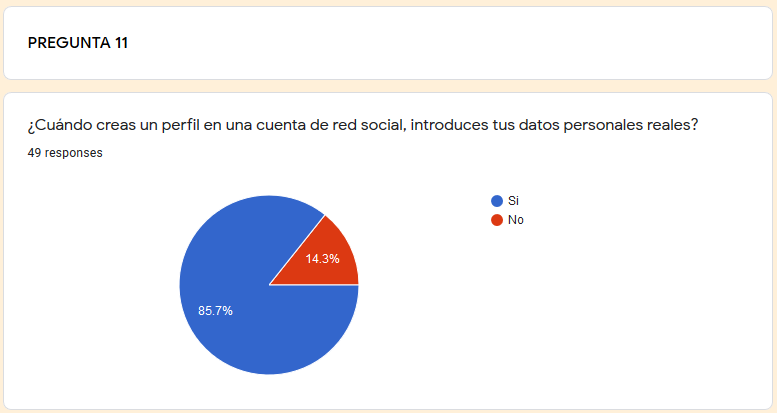 PREGUNTA 11
¿Cuándo creas un perfil en una cuenta de red social, introduces tus datos personales reales?
49 responses
Si
No
14.3%
85.7%